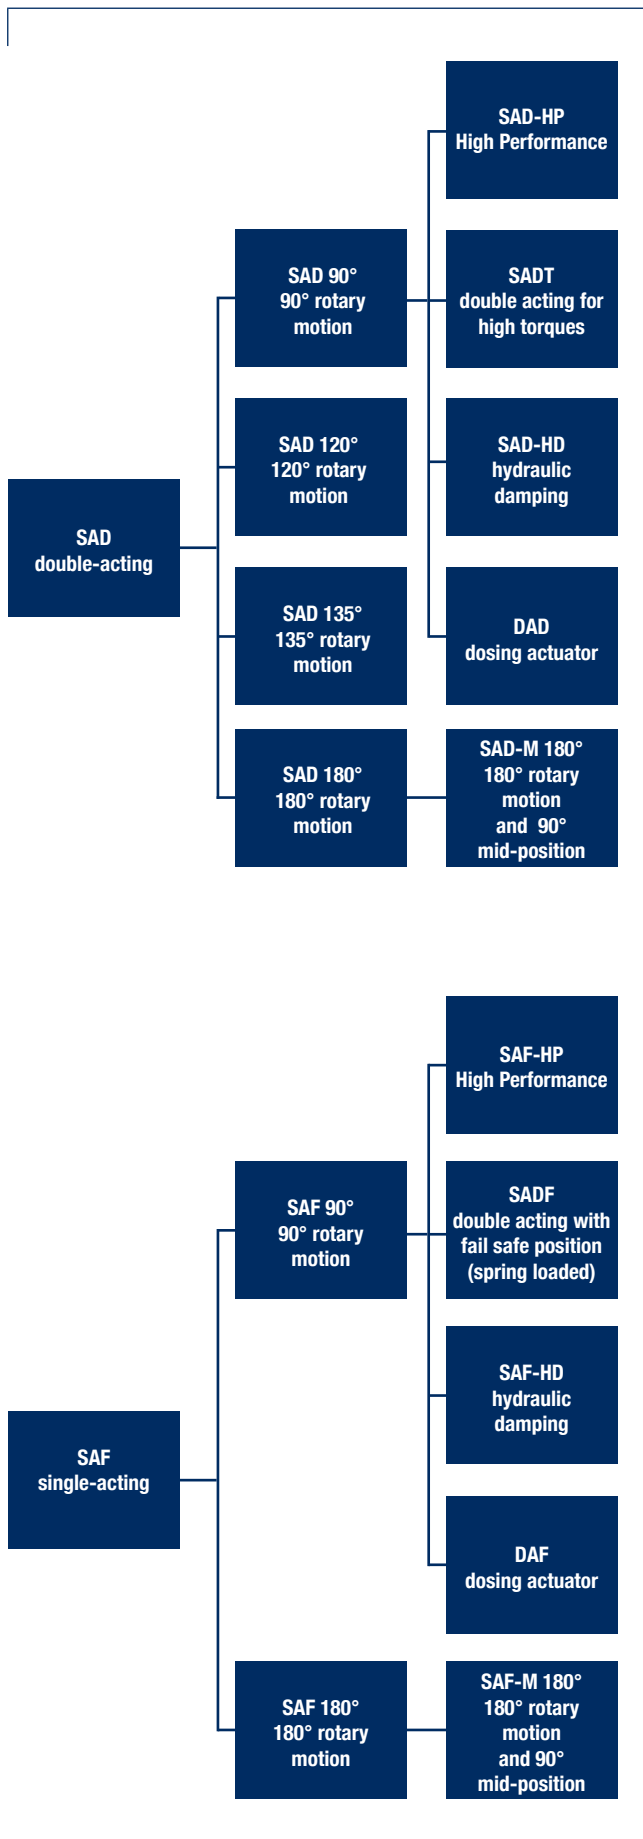 SAD-HP
High Performance
SAD 90°
90° rotary
motion
SADT
double acting for
high torques
SAD 120°
120° rotary
motion
SAD-HD
hydraulic
damping
SAD
double-acting
SAD 135°
135° rotary
motion
DAD
dosing actuator
SAD 180°
180° rotary
motion
SAD-M 180°
180° rotary
motion
and 90°
mid-position
SAF-HP
High Performance
SAF 90°
90° rotary
motion
SADF
double acting with
fail safe position
(spring loaded)
SAF-HD
hydraulic
damping
SAF
single-acting
DAF
dosing actuator
SAF 180°
180° rotary
motion
SAF-M 180°
180° rotary
motion
and 90°
mid-position